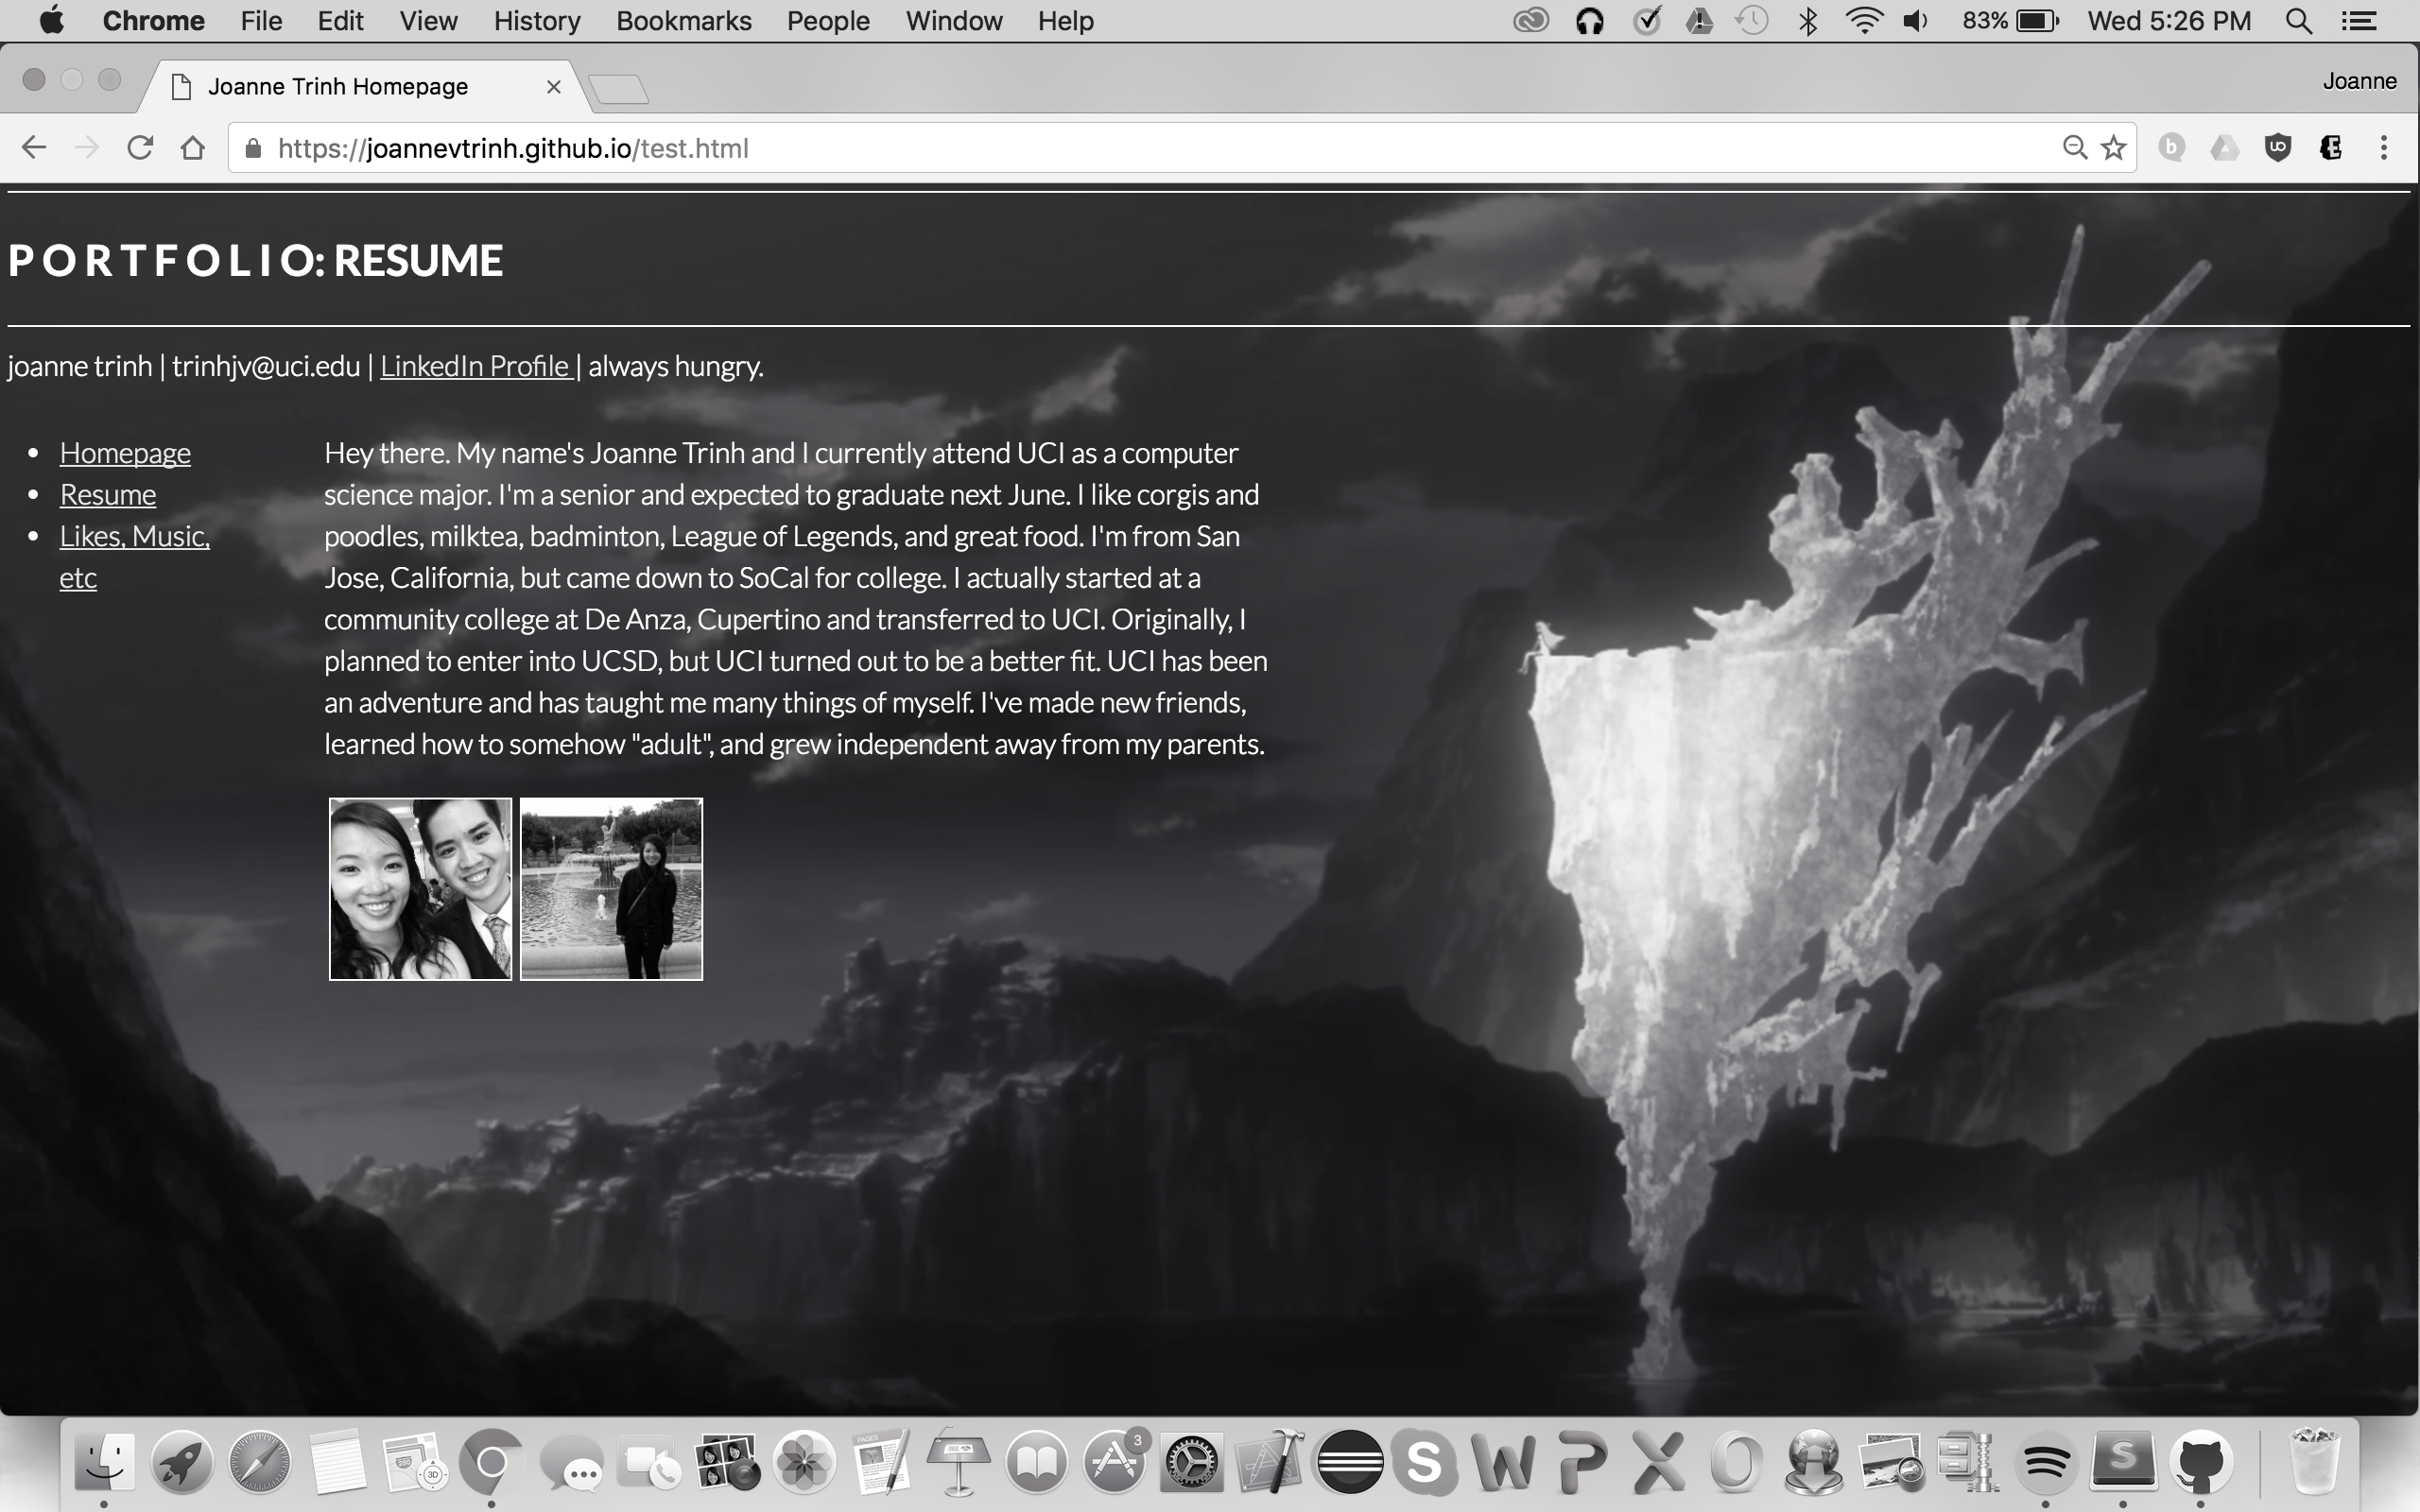 Chrome File Edit View History Bookmarks People Window Help 83% Wed 5:26 PM
Joanne Trinh Homepage Joanne
https://joannevtrinh.github.io/test.html
P O R T F O L I O: RESUME
joanne trinh | trinhjv@uci.edu | LinkedIn Profile | always hungry.
Homepage
Resume
Likes, Music,
etc
Hey there. My name's Joanne Trinh and I currently attend UCI as a computer
science major. I'm a senior and expected to graduate next June. I like corgis and
poodles, milktea, badminton, League of Legends, and great food. I'm from San
Jose, California, but came down to SoCal for college. I actually started at a
community college at De Anza, Cupertino and transferred to UCI. Originally, I
planned to enter into UCSD, but UCI turned out to be a better fit. UCI has been
an adventure and has taught me many things of myself. I've made new friends,
learned how to somehow "adult", and grew independent away from my parents.
3D PAGES 3 S W P X O S